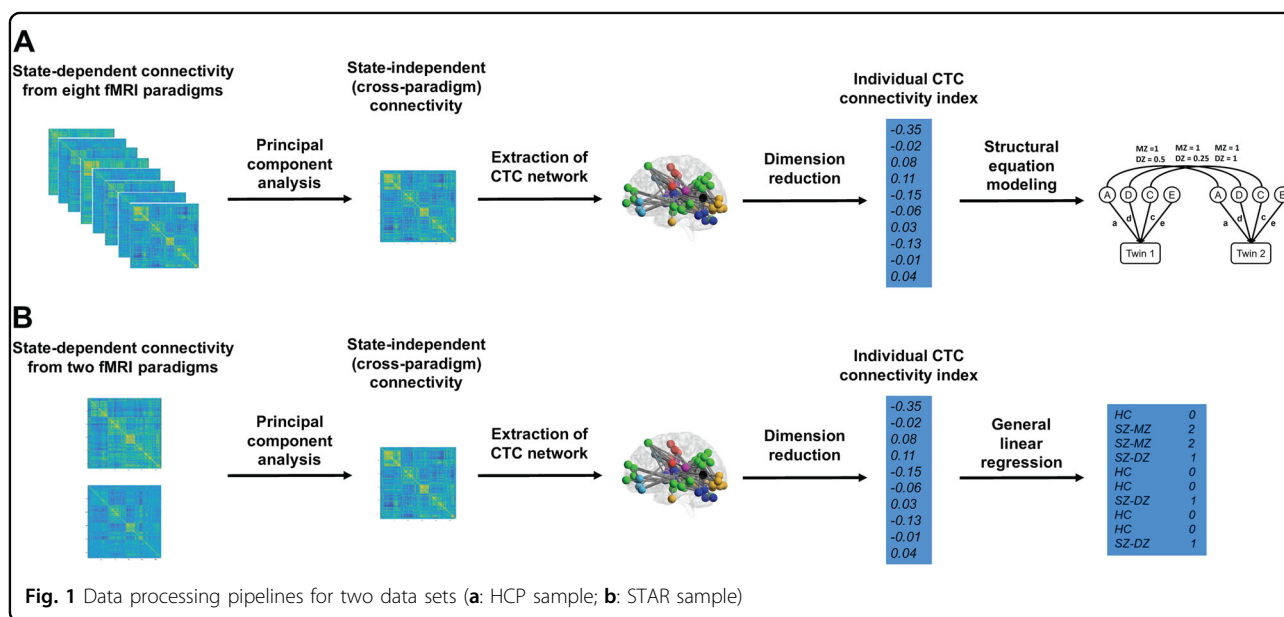 A
State-dependent connectivity
from eight fMRI paradigms
Principal
component
analysis
State-independent
(cross-paradigm)
connectivity
Extraction of
CTC network
Dimension
reduction
Individual CTC
connectivity index
-0.35
-0.02
0.08
0.11
-0.15
-0.06
0.03
-0.13
-0.01
0.04
Structural
equation
modeling
MZ =1 MZ = 1 MZ = 1
DZ = 0.5 DZ = 0.25 DZ = 1
A D C E A D C E
a d c e a d c e
Twin 1 Twin 2
B
State-dependent connectivity
from two fMRI paradigms
Principal
component
analysis
State-independent
(cross-paradigm)
connectivity
Extraction of
CTC network
Dimension
reduction
Individual CTC
connectivity index
-0.35
-0.02
0.08
0.11
-0.15
-0.06
0.03
-0.13
-0.01
0.04
General
linear
regression
HC 0
SZ-MZ 2
SZ-MZ 2
SZ-DZ 1
HC 0
HC 0
SZ-DZ 1
HC 0
HC 0
SZ-DZ 1
Fig. 1 Data processing pipelines for two data sets (a: HCP sample; b: STAR sample)